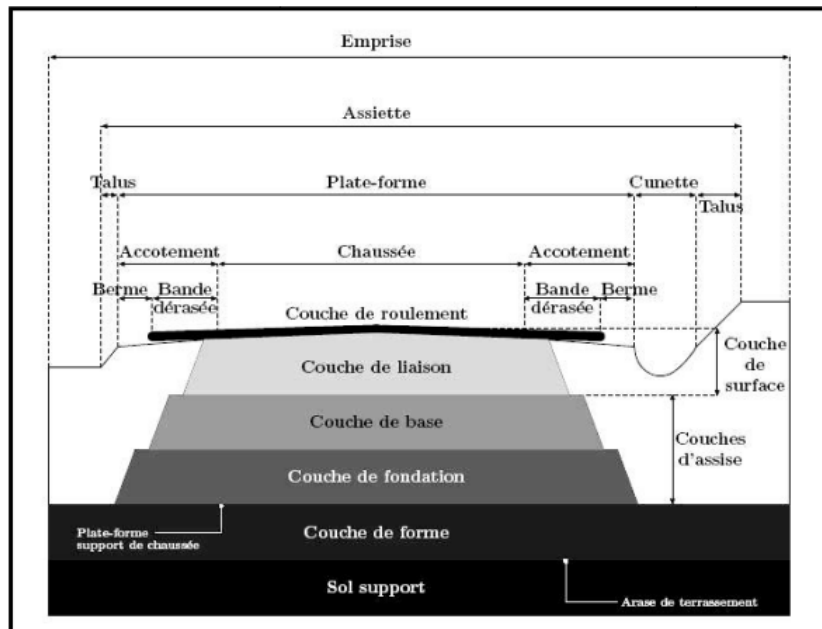 Emprise
Assiette
Talus
Plate-forme
Cunette
Talus
Accotement
Chaussée
Accotement
Berme
Bande
dérasée
Bande
dérasée
Berme
Couche de roulement
Couche de liaison
Couche
de
surface
Couche de base
Couches
d'assise
Couche de fondation
Plate-forme
support de chaussée
Couche de forme
Sol support
Arase de terrassement